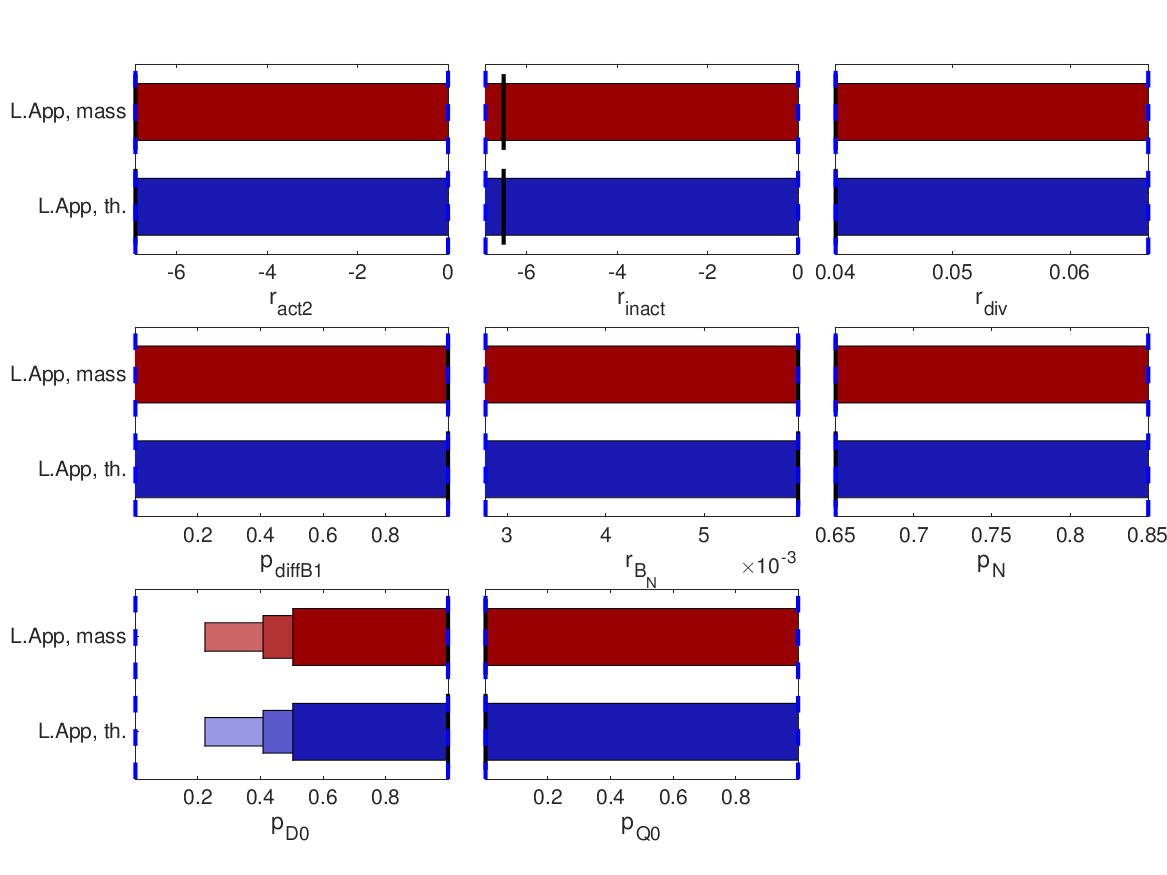 L.App, mass
L.App, th.
-6 -4 -2 0
r_act2
-6 -4 -2 0
r_inact
0.04 0.05 0.06
r_div
L.App, mass
L.App, th.
0.2 0.4 0.6 0.8
p_diffB1
3 4 5
×10^-3
r_B_N
0.65 0.7 0.75 0.8 0.85
p_N
L.App, mass
L.App, th.
0.2 0.4 0.6 0.8
p_D0
0.2 0.4 0.6 0.8
p_Q0